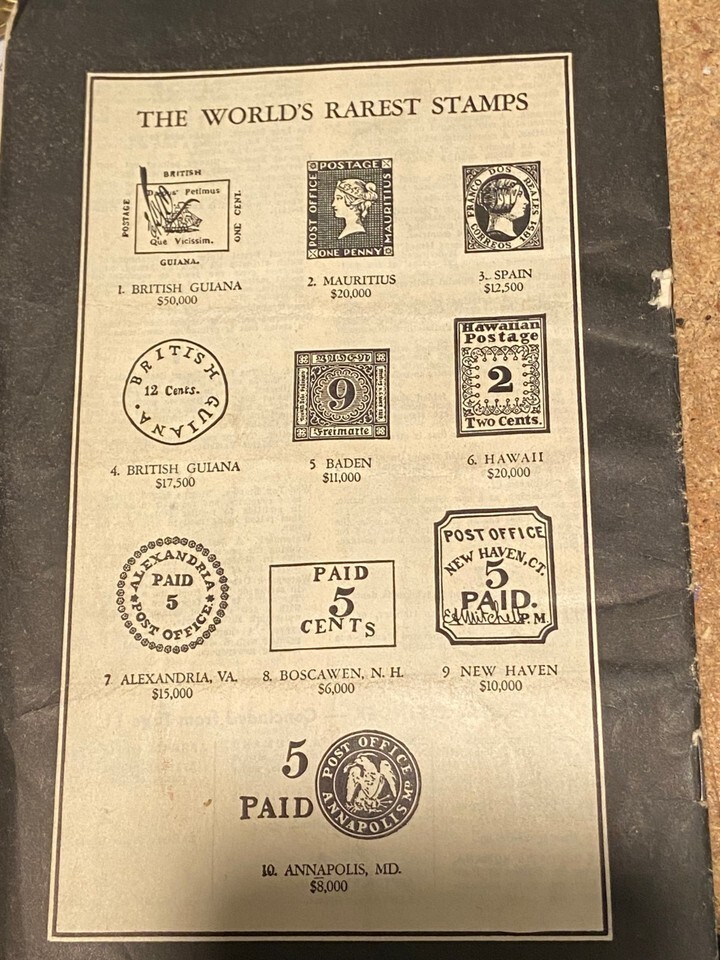 THE WORLD'S RAREST STAMPS
BRITISH
POSTAGE
Petimus
Que Vicissim.
ONE CENT.
GUIANA.
1. BRITISH GUIANA
$50,000
POSTAGE
POST OFFICE
MAURITIUS
ONE PENNY
2. MAURITIUS
$20,000
FRANCO DOS REALES
CORREOS 1851
3. SPAIN
$12,500
BRITISH
12 Cents.
GUIANA.
4. BRITISH GUIANA
$17,500
9
Freimarke
5 BADEN
$11,000
Hawaiian
Postage
2
Two Cents.
6. HAWAII
$20,000
ALEXANDRIA
PAID
5
POST OFFICE
7 ALEXANDRIA, VA.
$15,000
PAID
5
CENTS
8. BOSCAWEN, N. H.
$6,000
POST OFFICE
NEW HAVEN, CT.
5
PAID.
E A Mitchell P. M
9 NEW HAVEN
$10,000
5
PAID
POST OFFICE
ANNAPOLIS MD
10. ANNAPOLIS, MD.
$8,000